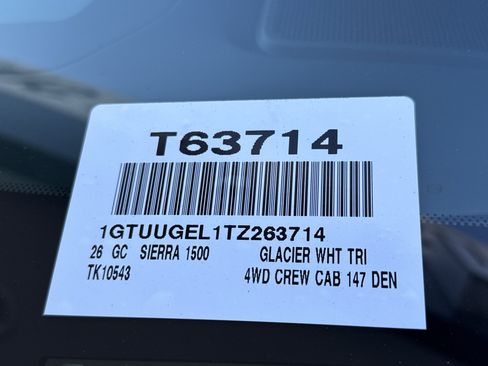 T63714
1GTUUGEL1TZ263714
26 GC SIERRA 1500 GLACIER WHT TRI
TK10543 4WD CREW CAB 147 DEN